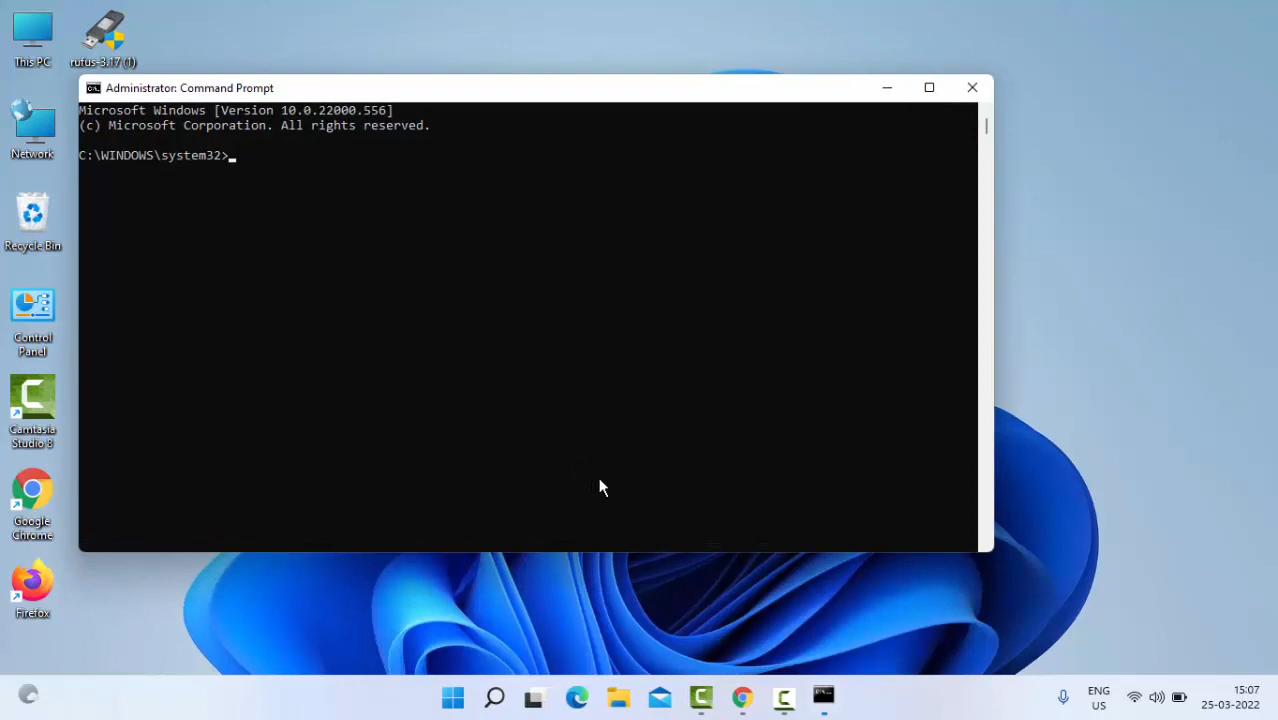 This PC
rufus-3.17 (1)
Administrator: Command Prompt
Microsoft Windows [Version 10.0.22000.556]
(c) Microsoft Corporation. All rights reserved.
C:\WINDOWS\system32>_
Network
Recycle Bin
Control
Panel
Camtasia
Studio 8
Google
Chrome
Firefox
ENG
US
15:07
25-03-2022